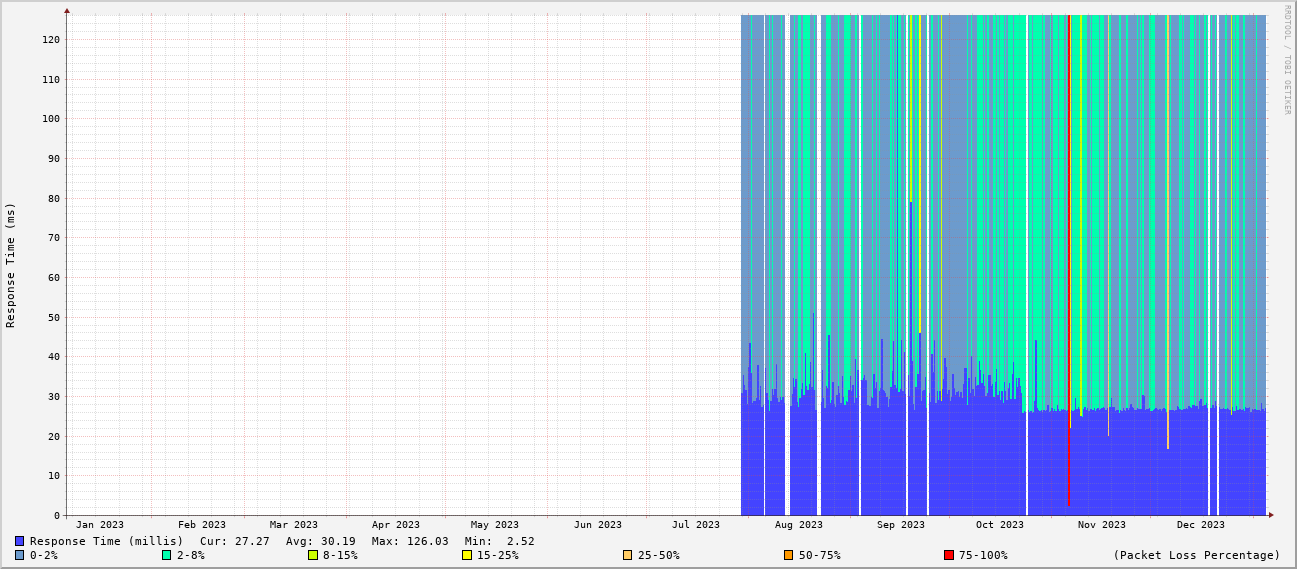 RRDTOOL / TOBI OETIKER
Response Time (ms)
120
110
100
90
80
70
60
50
40
30
20
10
0
Jan 2023 Feb 2023 Mar 2023 Apr 2023 May 2023 Jun 2023 Jul 2023 Aug 2023 Sep 2023 Oct 2023 Nov 2023 Dec 2023
Response Time (millis) Cur: 27.27 Avg: 30.19 Max: 126.03 Min: 2.52
0-2% 2-8% 8-15% 15-25% 25-50% 50-75% 75-100% (Packet Loss Percentage)